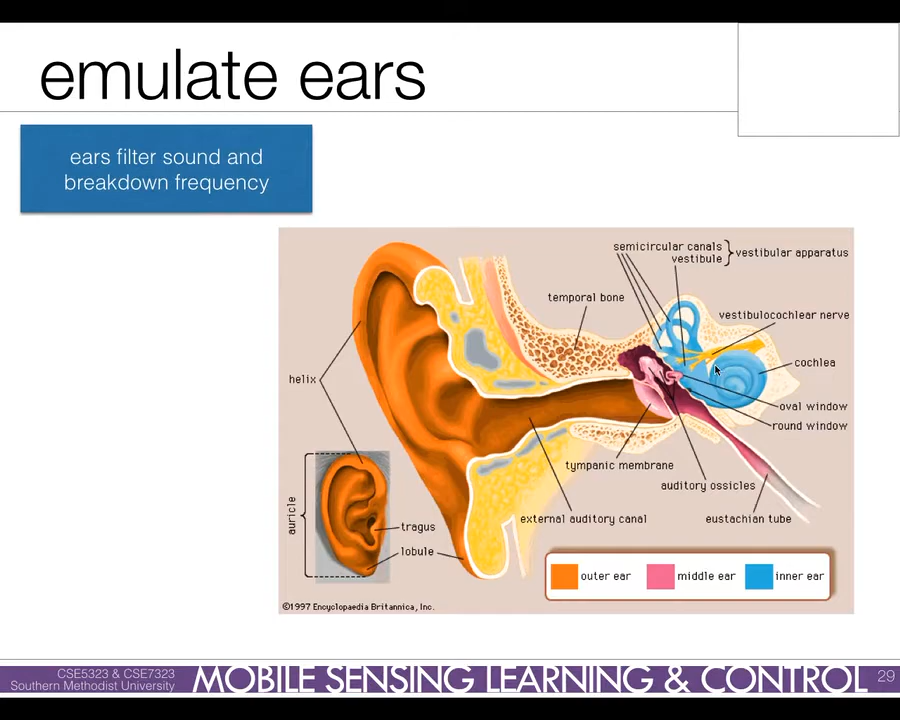 emulate ears
ears filter sound and
breakdown frequency
semicircular canals
vestibule
vestibular apparatus
temporal bone
vestibulocochlear nerve
cochlea
helix
oval window
round window
tympanic membrane
auditory ossicles
external auditory canal
eustachian tube
auricle
tragus
lobule
outer ear
middle ear
inner ear
©1997 Encyclopaedia Britannica, Inc.
CSE5323 & CSE7323
Southern Methodist University
MOBILE SENSING LEARNING & CONTROL
29